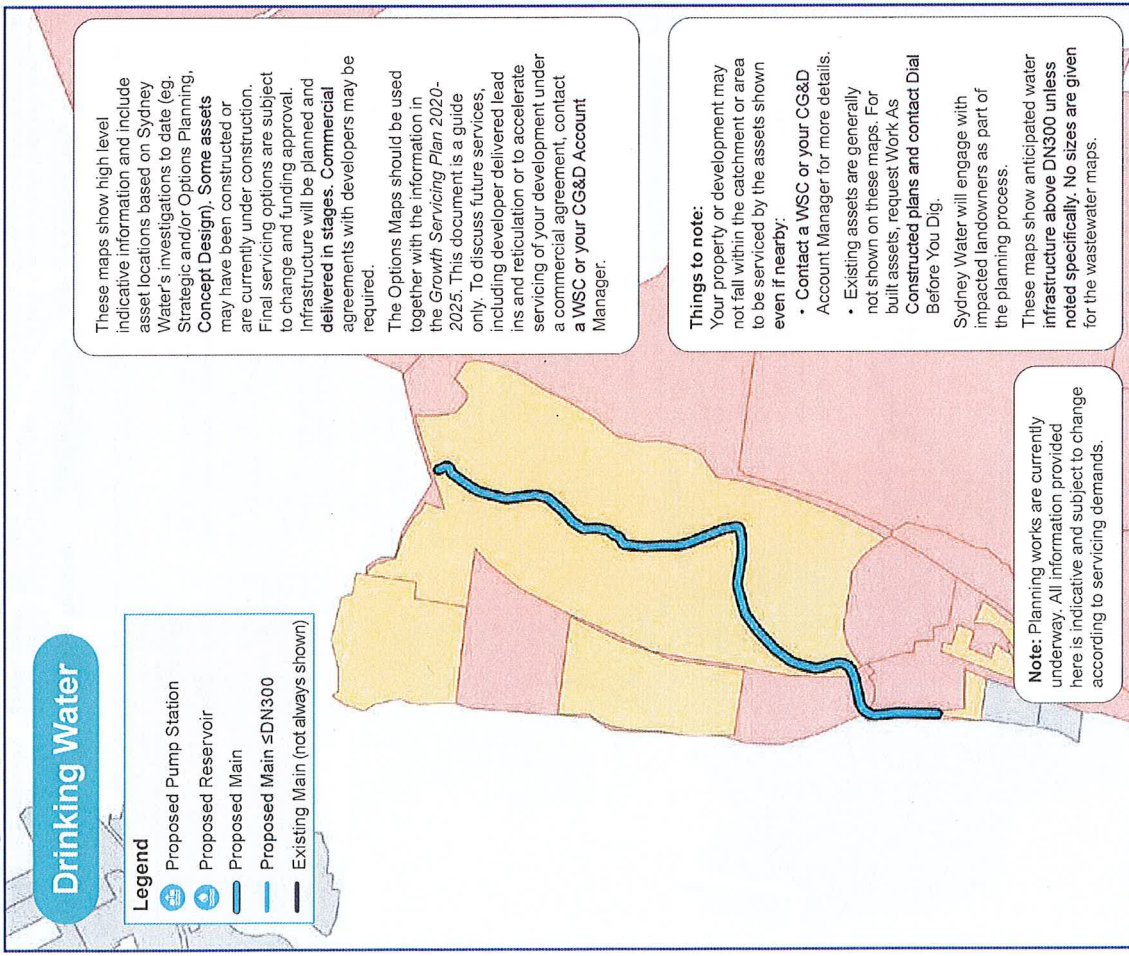 Drinking Water
Legend
Proposed Pump Station
Proposed Reservoir
Proposed Main
Proposed Main ≤DN300
Existing Main (not always shown)
These maps show high level
indicative information and include
asset locations based on Sydney
Water's investigations to date (eg.
Strategic and/or Options Planning,
Concept Design). Some assets
may have been constructed or
are currently under construction.
Final servicing options are subject
to change and funding approval.
Infrastructure will be planned and
delivered in stages. Commercial
agreements with developers may be
required.
The Options Maps should be used
together with the information in
the Growth Servicing Plan 2020-
2025. This document is a guide
only. To discuss future services,
including developer delivered lead
ins and reticulation or to accelerate
servicing of your development under
a commercial agreement, contact
a WSC or your CG&D Account
Manager.
Things to note:
Your property or development may
not fall within the catchment or area
to be serviced by the assets shown
even if nearby:
• Contact a WSC or your CG&D
Account Manager for more details.
• Existing assets are generally
not shown on these maps. For
built assets, request Work As
Constructed plans and contact Dial
Before You Dig.
Sydney Water will engage with
impacted landowners as part of
the planning process.
These maps show anticipated water
infrastructure above DN300 unless
noted specifically. No sizes are given
for the wastewater maps.
Note: Planning works are currently
underway. All information provided
here is indicative and subject to change
according to servicing demands.